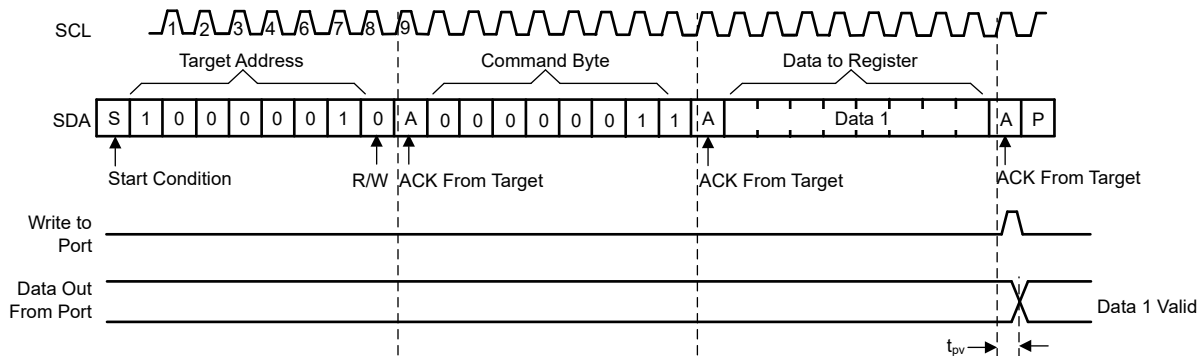 SCL 1 2 3 4 6 7 8 9
Target Address Command Byte Data to Register
SDA S 1 0 0 0 0 0 1 0 A 0 0 0 0 0 0 1 1 A Data 1 A P
Start Condition R/W ACK From Target ACK From Target ACK From Target
Write to
Port
Data Out
From Port
Data 1 Valid
tpv